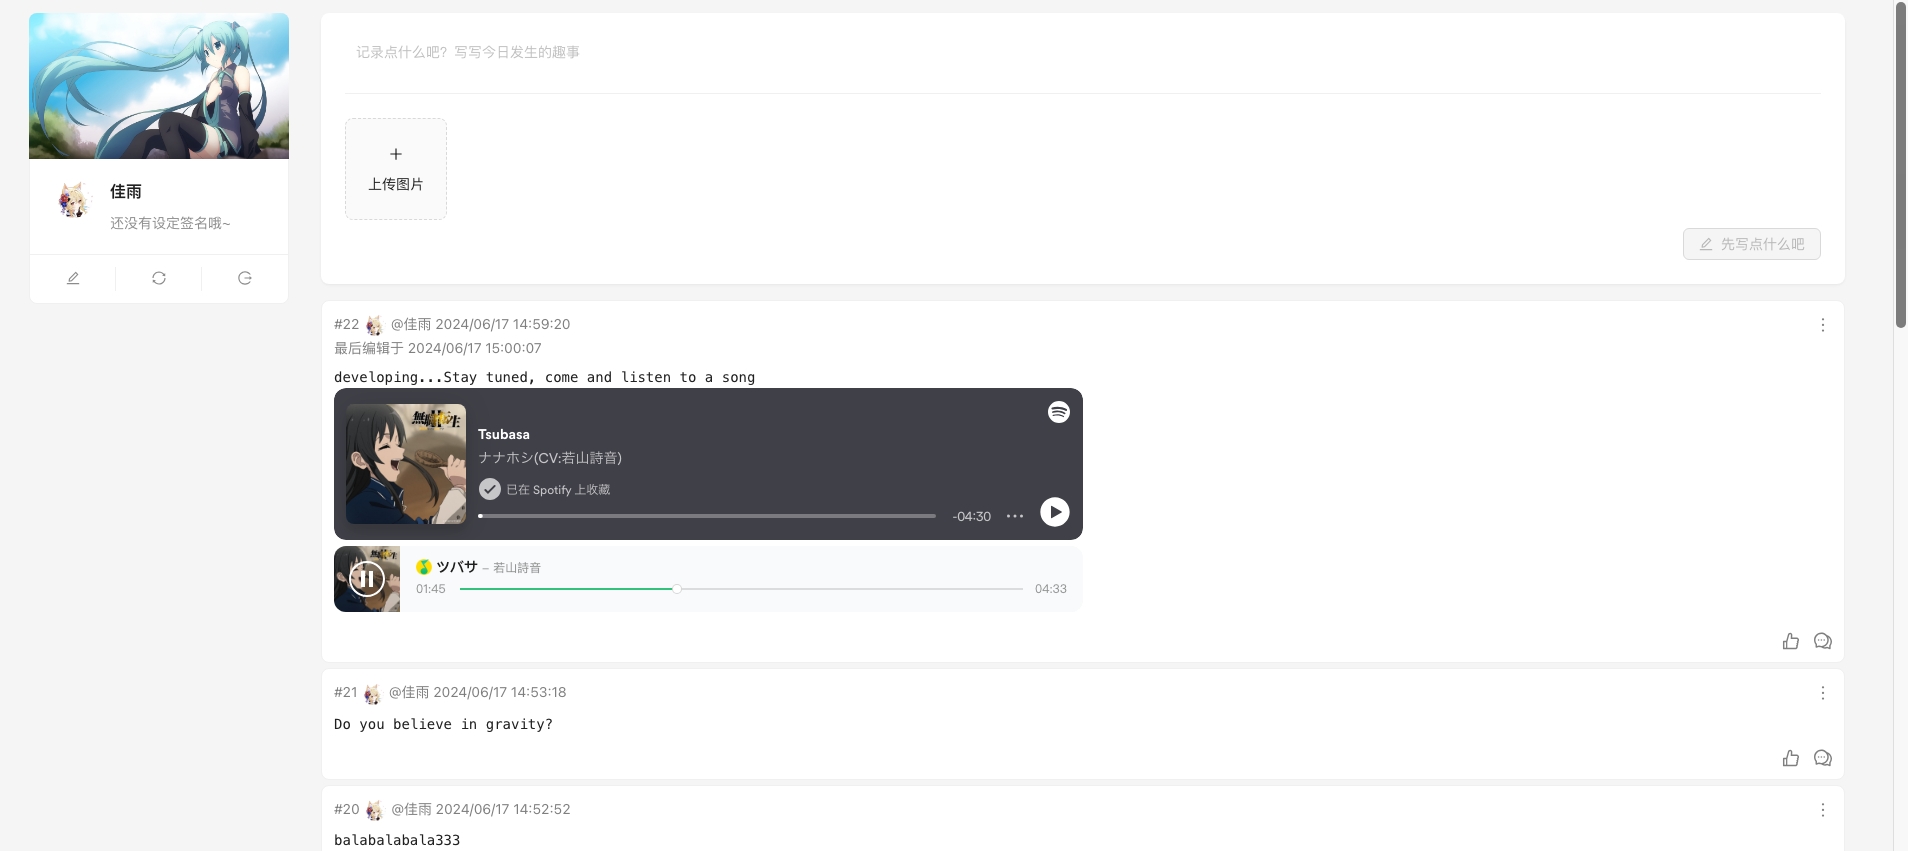 佳雨
还没有设定签名哦~
记录点什么吧？写写今日发生的趣事
上传图片
先写点什么吧
#22 @佳雨 2024/06/17 14:59:20
最后编辑于 2024/06/17 15:00:07
developing...Stay tuned, come and listen to a song
Tsubasa
ナナホシ(CV:若山詩音)
已在 Spotify 上收藏
-04:30
ツバサ – 若山詩音
01:45 04:33
#21 @佳雨 2024/06/17 14:53:18
Do you believe in gravity?
#20 @佳雨 2024/06/17 14:52:52
balabalabala333